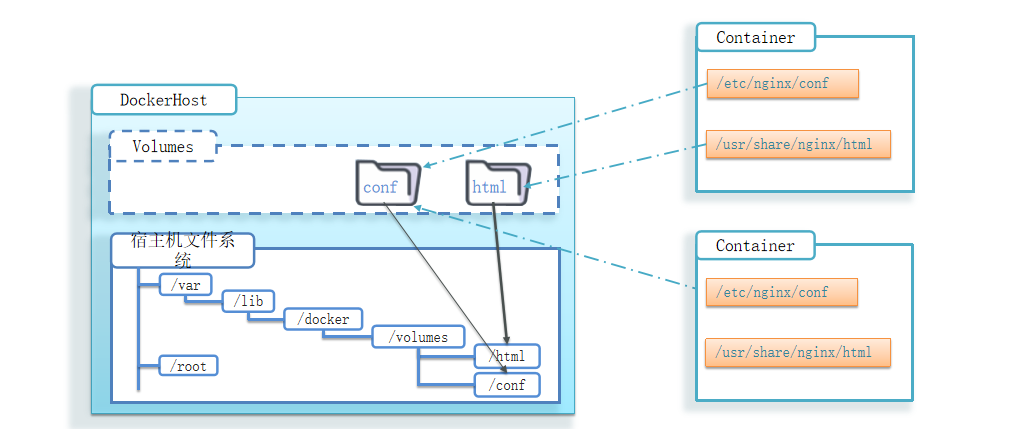 DockerHost
Volumes
conf
html
宿主机文件系
统
/var
/lib
/docker
/volumes
/html
/root
/conf
Container
/etc/nginx/conf
/usr/share/nginx/html
Container
/etc/nginx/conf
/usr/share/nginx/html